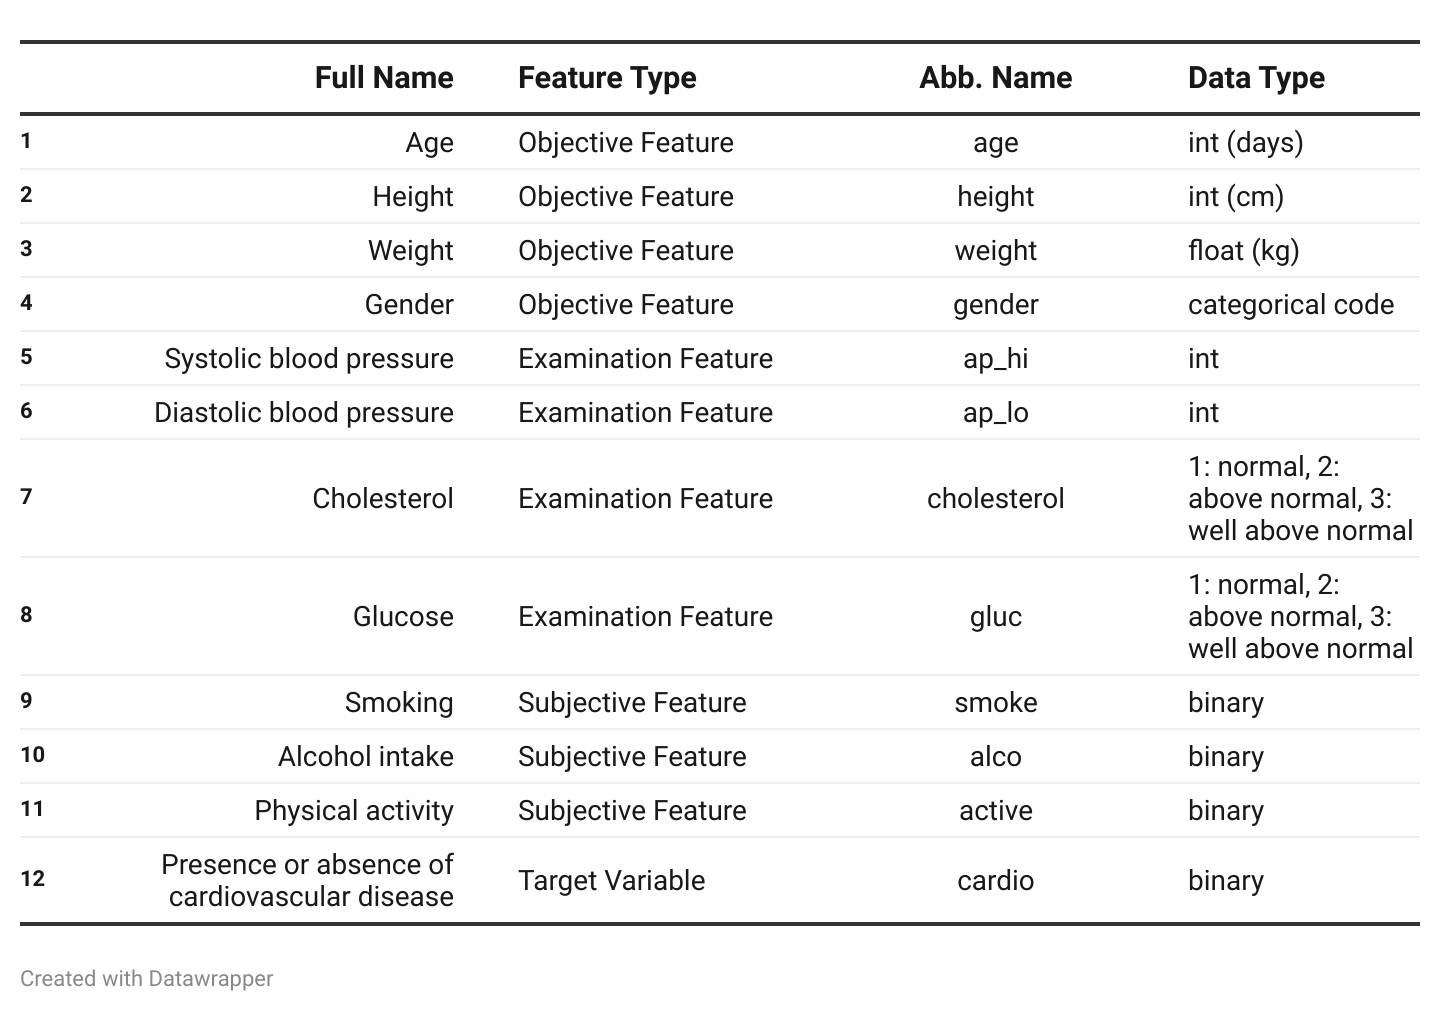 Full Name Feature Type Abb. Name Data Type
1 Age Objective Feature age int (days)
2 Height Objective Feature height int (cm)
3 Weight Objective Feature weight float (kg)
4 Gender Objective Feature gender categorical code
5 Systolic blood pressure Examination Feature ap_hi int
6 Diastolic blood pressure Examination Feature ap_lo int
7 Cholesterol Examination Feature cholesterol 1: normal, 2:
above normal, 3:
well above normal
8 Glucose Examination Feature gluc 1: normal, 2:
above normal, 3:
well above normal
9 Smoking Subjective Feature smoke binary
10 Alcohol intake Subjective Feature alco binary
11 Physical activity Subjective Feature active binary
12 Presence or absence of
cardiovascular disease Target Variable cardio binary
Created with Datawrapper